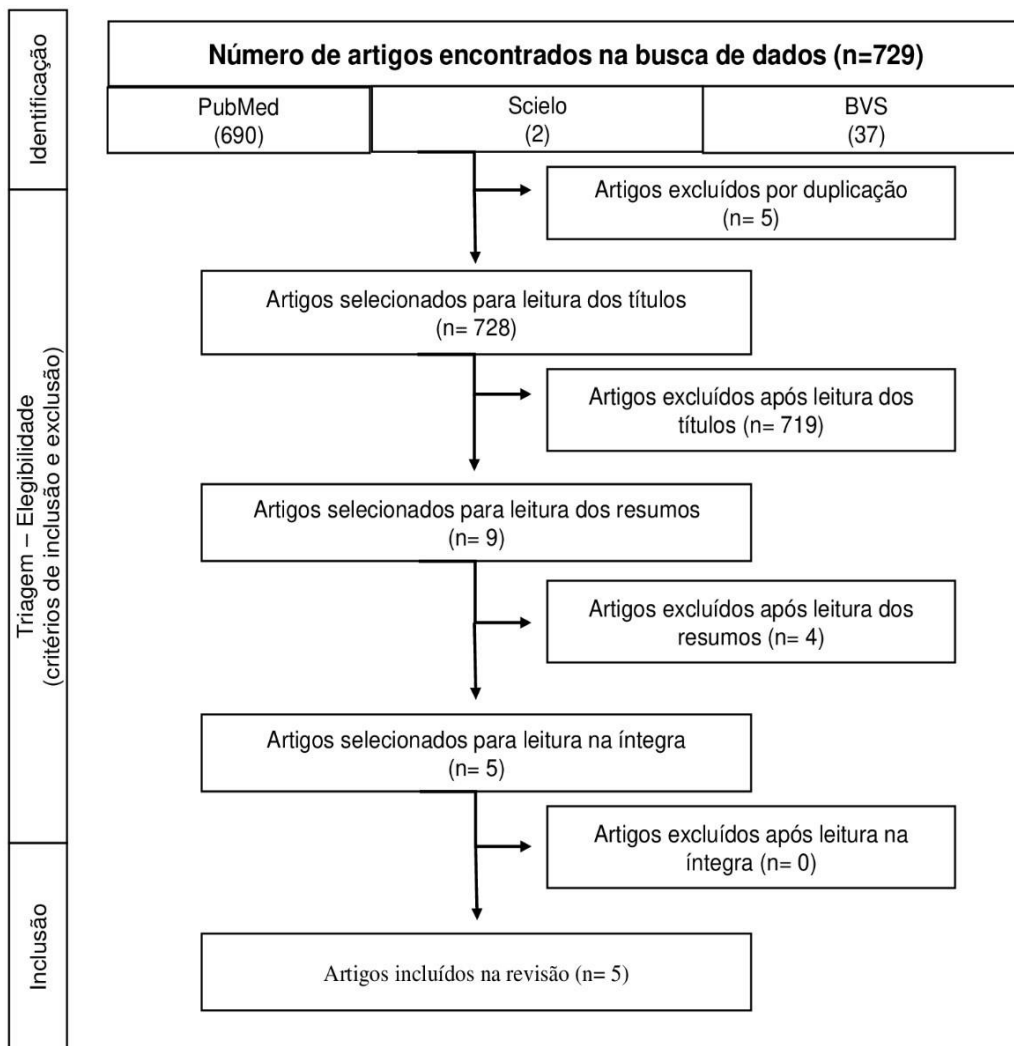 Identificação
Número de artigos encontrados na busca de dados (n=729)
PubMed
(690)
Scielo
(2)
BVS
(37)
Triagem – Elegibilidade
(critérios de inclusão e exclusão)
Artigos excluídos por duplicação
(n= 5)
Artigos selecionados para leitura dos títulos
(n= 728)
Artigos excluídos após leitura dos
títulos (n= 719)
Artigos selecionados para leitura dos resumos
(n= 9)
Artigos excluídos após leitura dos
resumos (n= 4)
Artigos selecionados para leitura na íntegra
(n= 5)
Artigos excluídos após leitura na
íntegra (n= 0)
Inclusão
Artigos incluídos na revisão (n= 5)